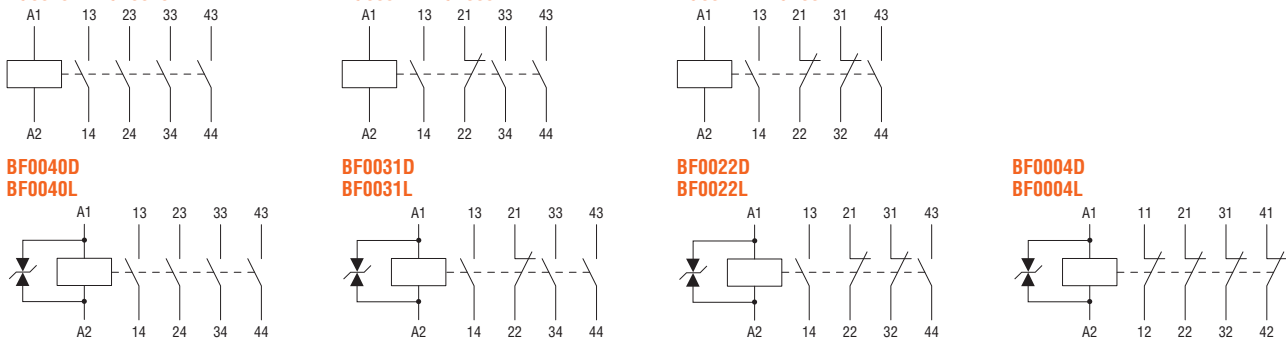 A1 13 23 33 43
A2 14 24 34 44
A1 13 21 33 43
A2 14 22 34 44
A1 13 21 31 43
A2 14 22 32 44
BF0040D
BF0040L
A1 13 23 33 43
A2 14 24 34 44
BF0031D
BF0031L
A1 13 21 33 43
A2 14 22 34 44
BF0022D
BF0022L
A1 13 21 31 43
A2 14 22 32 44
BF0004D
BF0004L
A1 11 21 31 41
A2 12 22 32 42